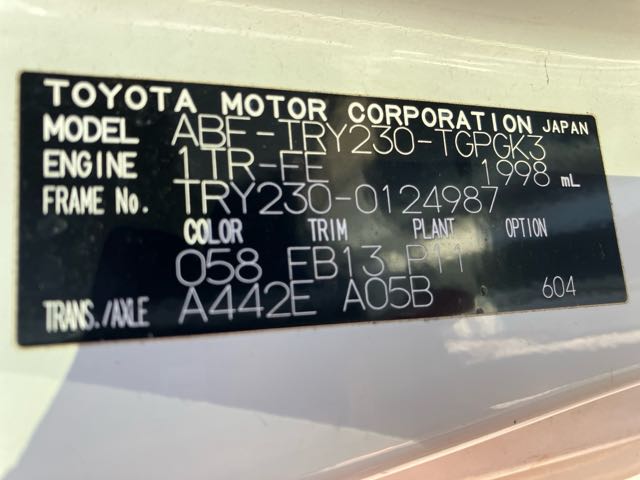 TOYOTA MOTOR CORPORATION JAPAN
MODEL ABF-TRY230-TGPGK3
ENGINE 1TR-FE 1998 mL
FRAME No. TRY230-0124987
COLOR TRIM PLANT OPTION
058 FB13 P11
TRANS./AXLE A442E A05B 604